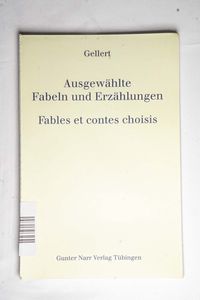 Gellert
Ausgewählte
Fabeln und Erzählungen
Fables et contes choisis
Gunter Narr Verlag Tübingen